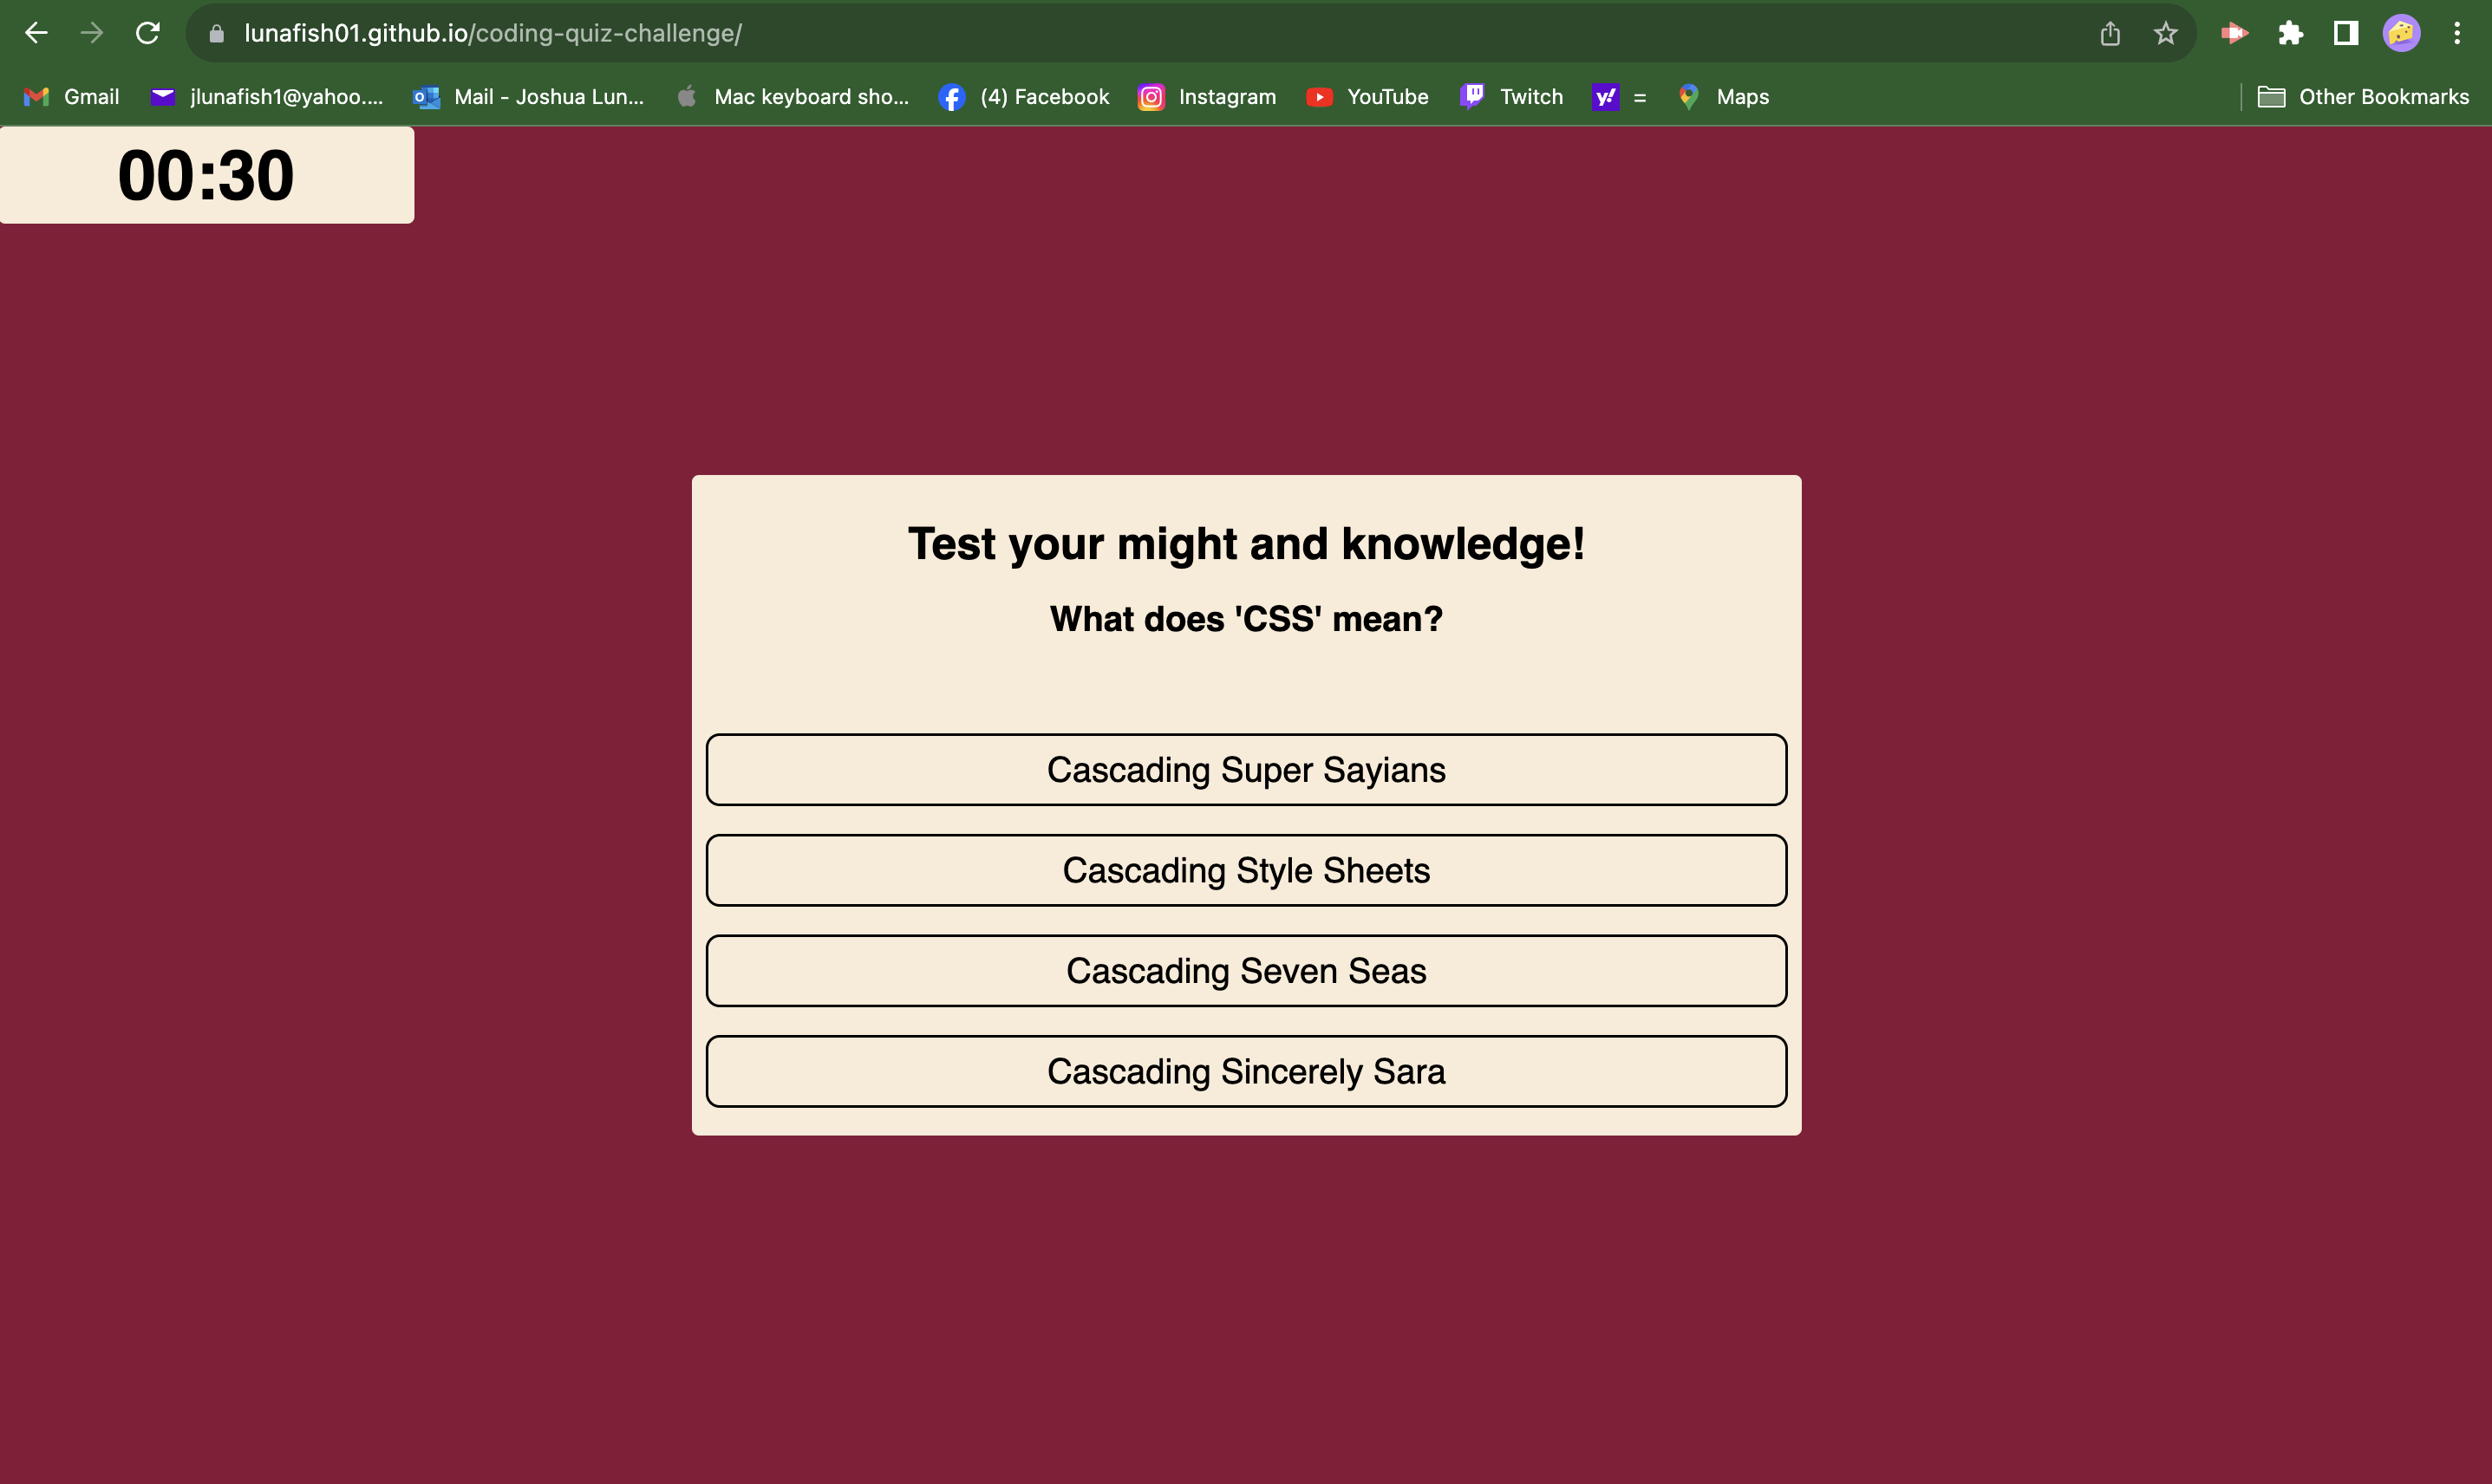 lunafish01.github.io/coding-quiz-challenge/
Gmail jlunafish1@yahoo.... Mail - Joshua Lun... Mac keyboard sho... (4) Facebook Instagram YouTube Twitch y! = Maps Other Bookmarks
00:30
Test your might and knowledge!
What does 'CSS' mean?
Cascading Super Sayians
Cascading Style Sheets
Cascading Seven Seas
Cascading Sincerely Sara